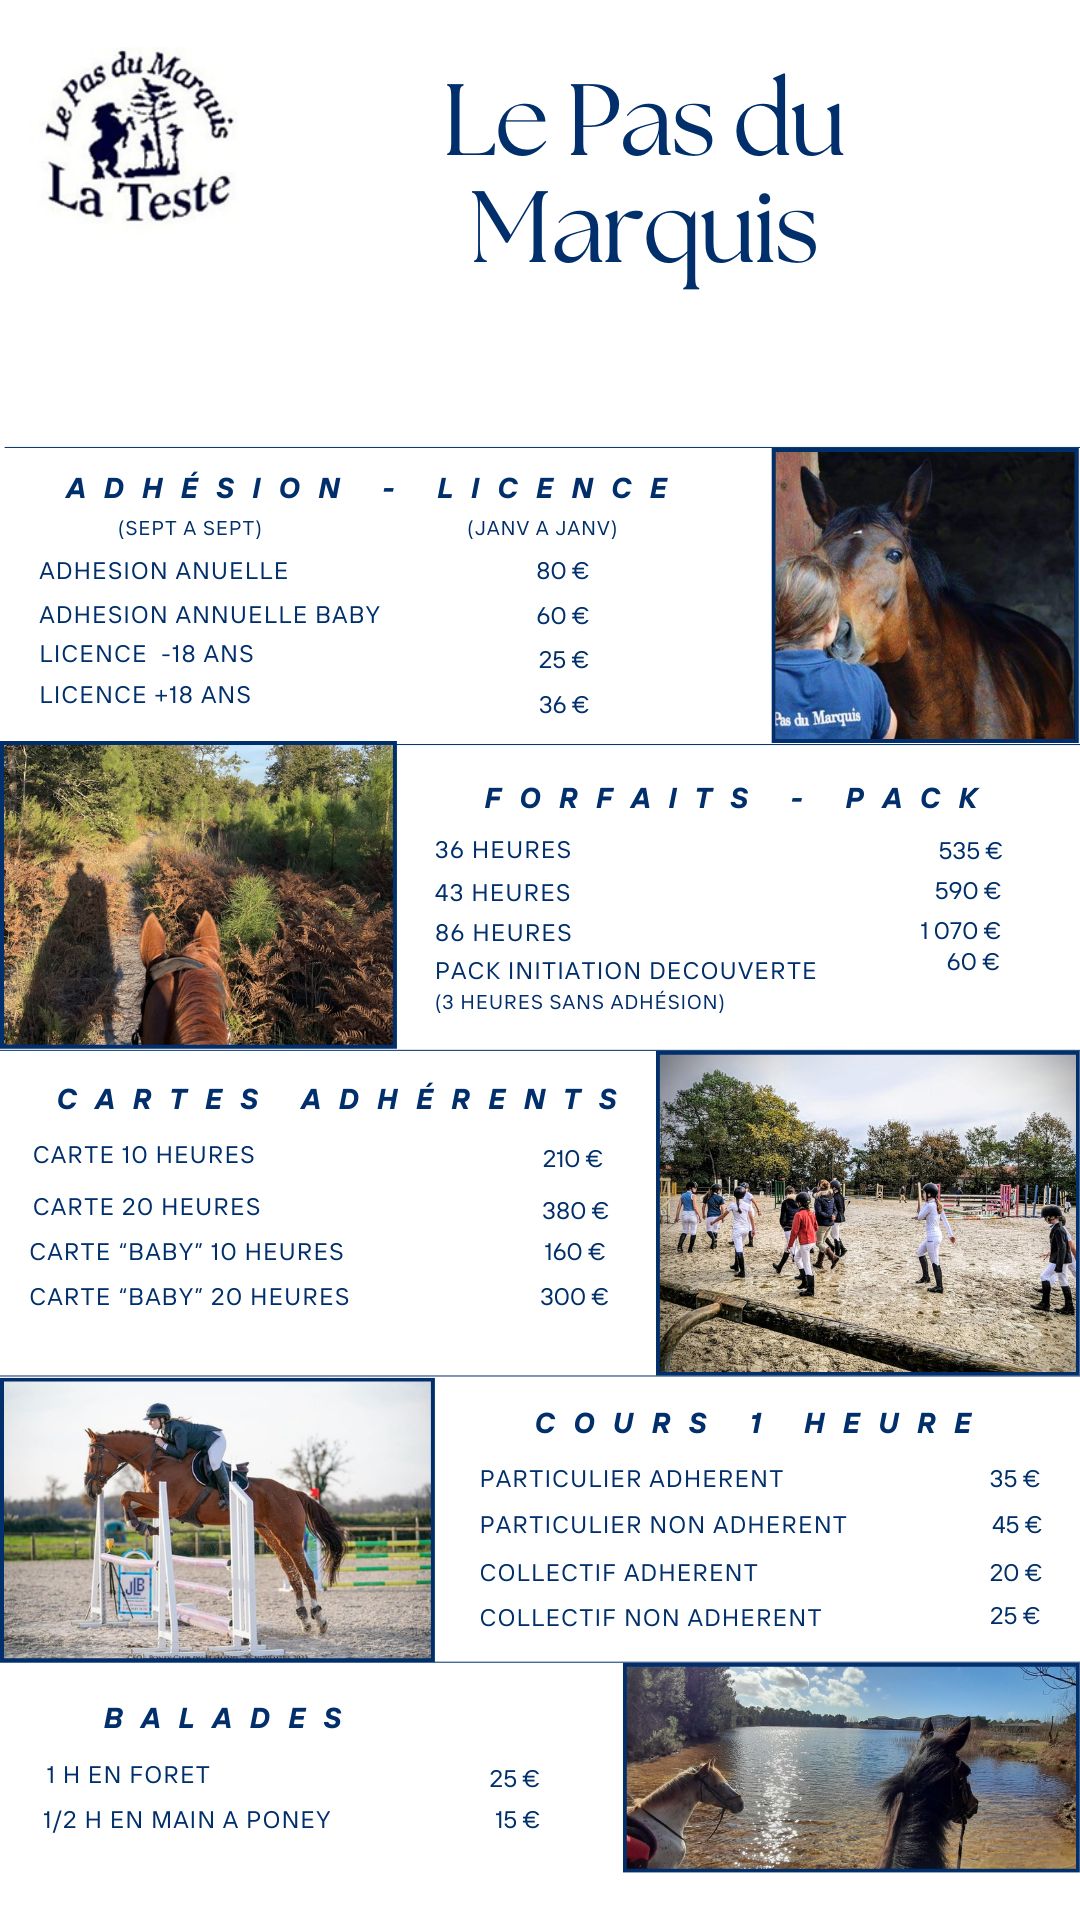 Le Pas du Marquis
La Teste
Le Pas du
Marquis
ADHÉSION - LICENCE
(SEPT A SEPT) (JANV A JANV)
ADHESION ANUELLE 80 €
ADHESION ANNUELLE BABY 60 €
LICENCE -18 ANS 25 €
LICENCE +18 ANS 36 €
Pas du Marquis
FORFAITS - PACK
36 HEURES 535 €
43 HEURES 590 €
86 HEURES 1 070 €
PACK INITIATION DECOUVERTE 60 €
(3 HEURES SANS ADHÉSION)
CARTES ADHÉRENTS
CARTE 10 HEURES 210 €
CARTE 20 HEURES 380 €
CARTE “BABY” 10 HEURES 160 €
CARTE “BABY” 20 HEURES 300 €
JLB
COURS 1 HEURE
PARTICULIER ADHERENT 35 €
PARTICULIER NON ADHERENT 45 €
COLLECTIF ADHERENT 20 €
COLLECTIF NON ADHERENT 25 €
BALADES
1 H EN FORET 25 €
1/2 H EN MAIN A PONEY 15 €